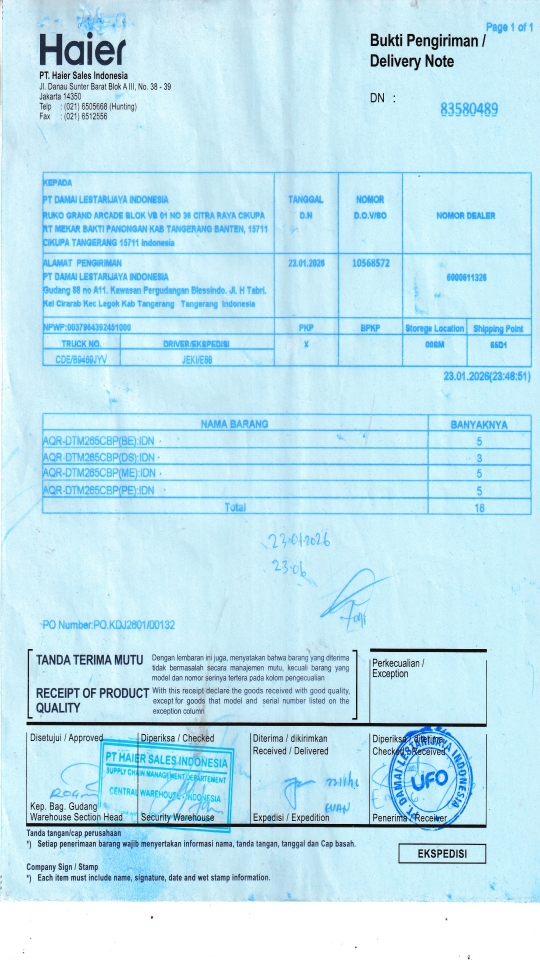 Page 1 of 1
Haier
Bukti Pengiriman /
Delivery Note
PT. Haier Sales Indonesia
Jl. Danau Sunter Barat Blok A III, No. 38 - 39
Jakarta 14350
Telp : (021) 6505668 (Hunting)
Fax : (021) 6512556
DN : 83580489
KEPADA
PT DAMAI LESTARIJAYA INDONESIA
RUKO GRAND ARCADE BLOK VB 01 NO 36 CITRA RAYA CIKUPA
RT MEKAR BAKTI PANONGAN KAB TANGERANG BANTEN, 15711
CIKUPA TANGERANG 15711 Indonesia
TANGGAL
D.N
NOMOR
D.O.V/SO
NOMOR DEALER
ALAMAT PENGIRIMAN
PT DAMAI LESTARIJAYA INDONESIA
Gudang 88 no A11. Kawasan Pergudangan Blessindo. Jl. H Tabri.
Kel Cirarab Kec Legok Kab Tangerang Tangerang Indonesia
23.01.2026
10568572
6000611326
NPWP:0037964392451000
PKP
BPKP
Storege Location
Shipping Point
TRUCK NO.
DRIVER/EKSPEDISI
X
00BM
65D1
CDE/B9469JYV
JEKI/E88
23.01.2026(23:46:51)
NAMA BARANG BANYAKNYA
AQR-DTM265CBP(BE):IDN 5
AQR-DTM265CBP(DS):IDN 3
AQR-DTM265CBP(ME):IDN 5
AQR-DTM265CBP(PE):IDN 5
Total 18
23/01/2026
23.06
PO Number:PO.KDJ2601/00132
TANDA TERIMA MUTU
Dengan lembaran ini juga, menyatakan bahwa barang yang diterima
tidak bermasalah secara manajemen mutu, kecuali barang yang
model dan nomor serinya tertera pada kolom pengecualian
RECEIPT OF PRODUCT
QUALITY
With this receipt declare the goods received with good quality,
except for goods that model and serial number listed on the
exception column
Perkecualian /
Exception
Disetujui / Approved
Diperiksa / Checked
Diterima / dikirimkan
Received / Delivered
Diperiksa / diterima
Checked / Received
PT HAIER SALES INDONESIA
SUPPLY CHAIN MANAGEMENT DEPARTEMENT
CENTRAL WAREHOUSE - INDONESIA
PT. DAMAI LESTARIJAYA INDONESIA
UFO
Kep. Bag. Gudang
Warehouse Section Head
Security Warehouse
Expedisi / Expedition
Penerima / Receiver
Tanda tangan/cap perusahaan
*) Setiap penerimaan barang wajib menyertakan informasi nama, tanda tangan, tanggal dan Cap basah.
EKSPEDISI
Company Sign / Stamp
*) Each item must include name, signature, date and wet stamp information.